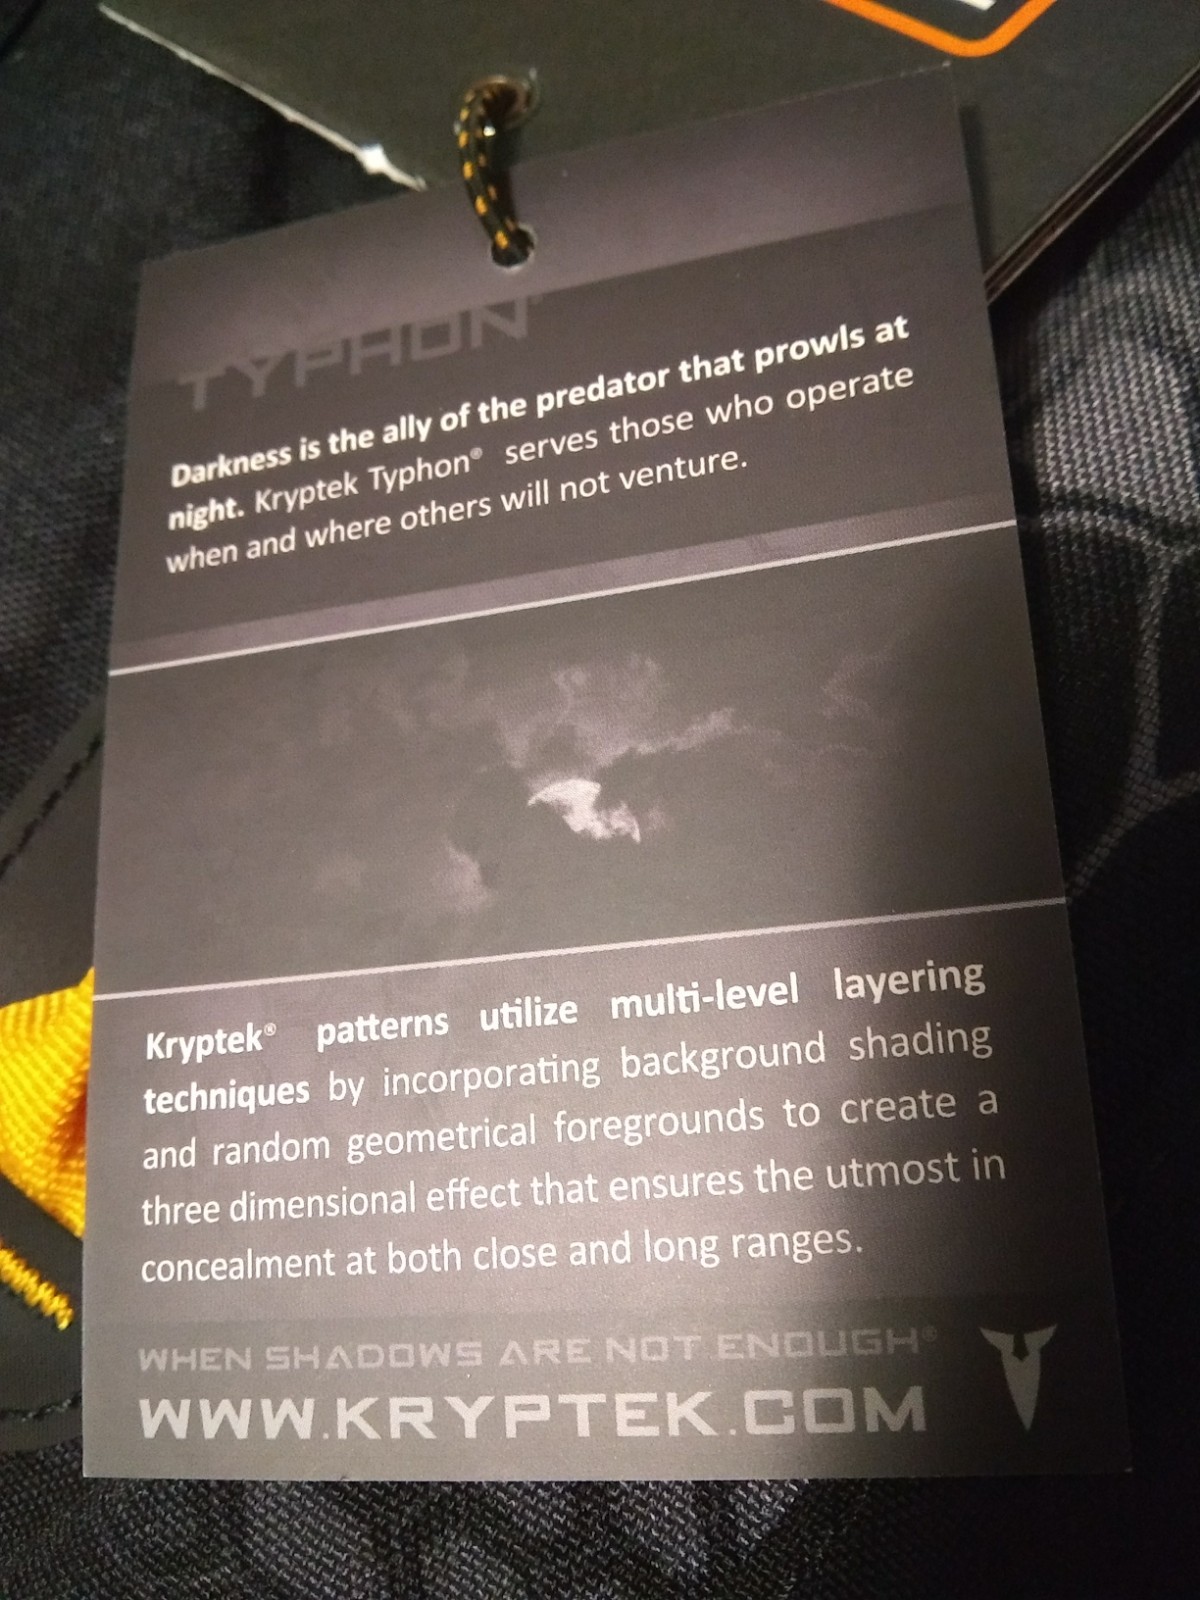 TYPHON®
Darkness is the ally of the predator that prowls at
night. Kryptek Typhon® serves those who operate
when and where others will not venture.
Kryptek® patterns utilize multi-level layering
techniques by incorporating background shading
and random geometrical foregrounds to create a
three dimensional effect that ensures the utmost in
concealment at both close and long ranges.
WHEN SHADOWS ARE NOT ENOUGH®
WWW.KRYPTEK.COM